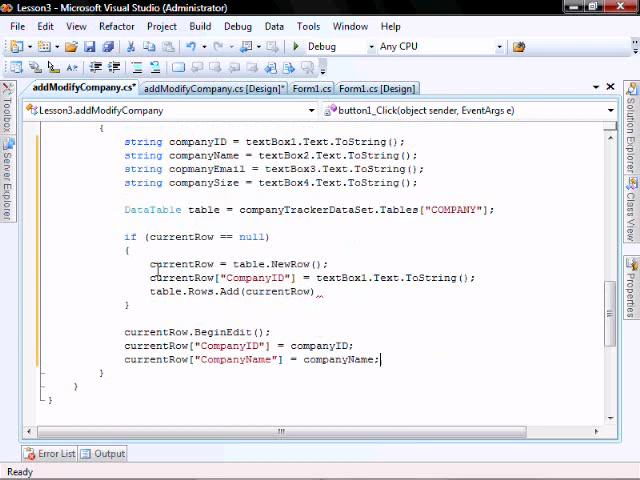 Lesson3 - Microsoft Visual Studio (Administrator)
File Edit View Refactor Project Build Debug Data Tools Window Help
Debug Any CPU
addModifyCompany.cs* addModifyCompany.cs [Design]* Form1.cs Form1.cs [Design]
Lesson3.addModifyCompany button1_Click(object sender, EventArgs e)
Toolbox
Server Explorer
Solution Explorer
Class View
{
string companyID = textBox1.Text.ToString();
string companyName = textBox2.Text.ToString();
string copmanyEmail = textBox3.Text.ToString();
string companySize = textBox4.Text.ToString();
DataTable table = companyTrackerDataSet.Tables["COMPANY"];
if (currentRow == null)
{
currentRow = table.NewRow();
currentRow["CompanyID"] = textBox1.Text.ToString();
table.Rows.Add(currentRow)
}
currentRow.BeginEdit();
currentRow["CompanyID"] = companyID;
currentRow["CompanyName"] = companyName;
}
}
}
Error List Output
Ready